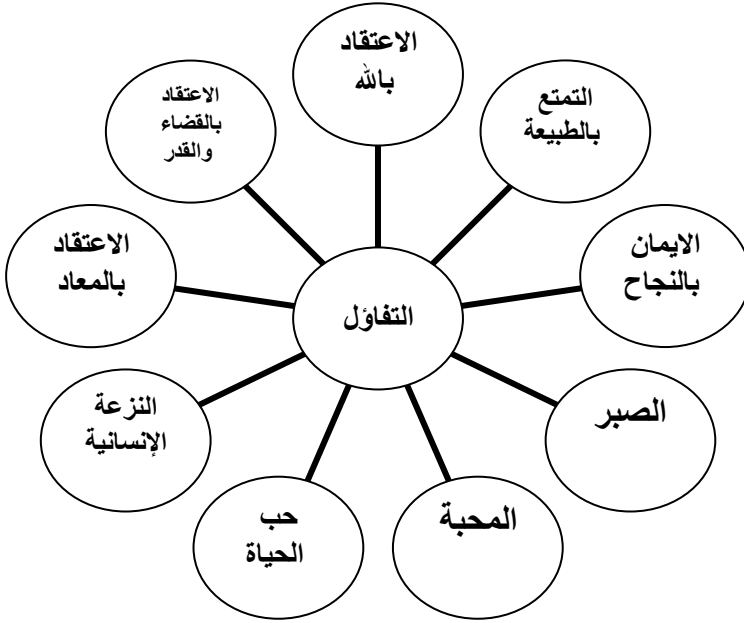 الاعتقاد
بالله
التمتع
بالطبيعة
الاعتقاد
بالقضاء
والقدر
الايمان
بالنجاح
الاعتقاد
بالمعاد
التفاؤل
الصبر
النزعة
الإنسانية
المحبة
حب
الحياة